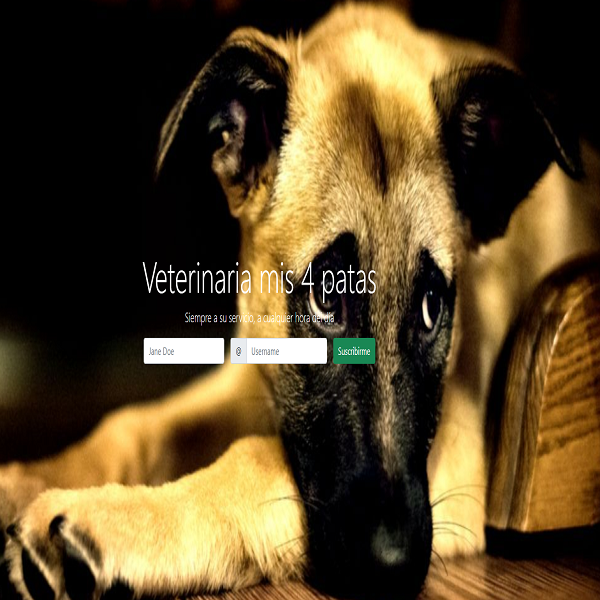 Veterinaria mis 4 patas
Siempre a su servicio, a cualquier hora del día
Jane Doe @ Username Suscribirme